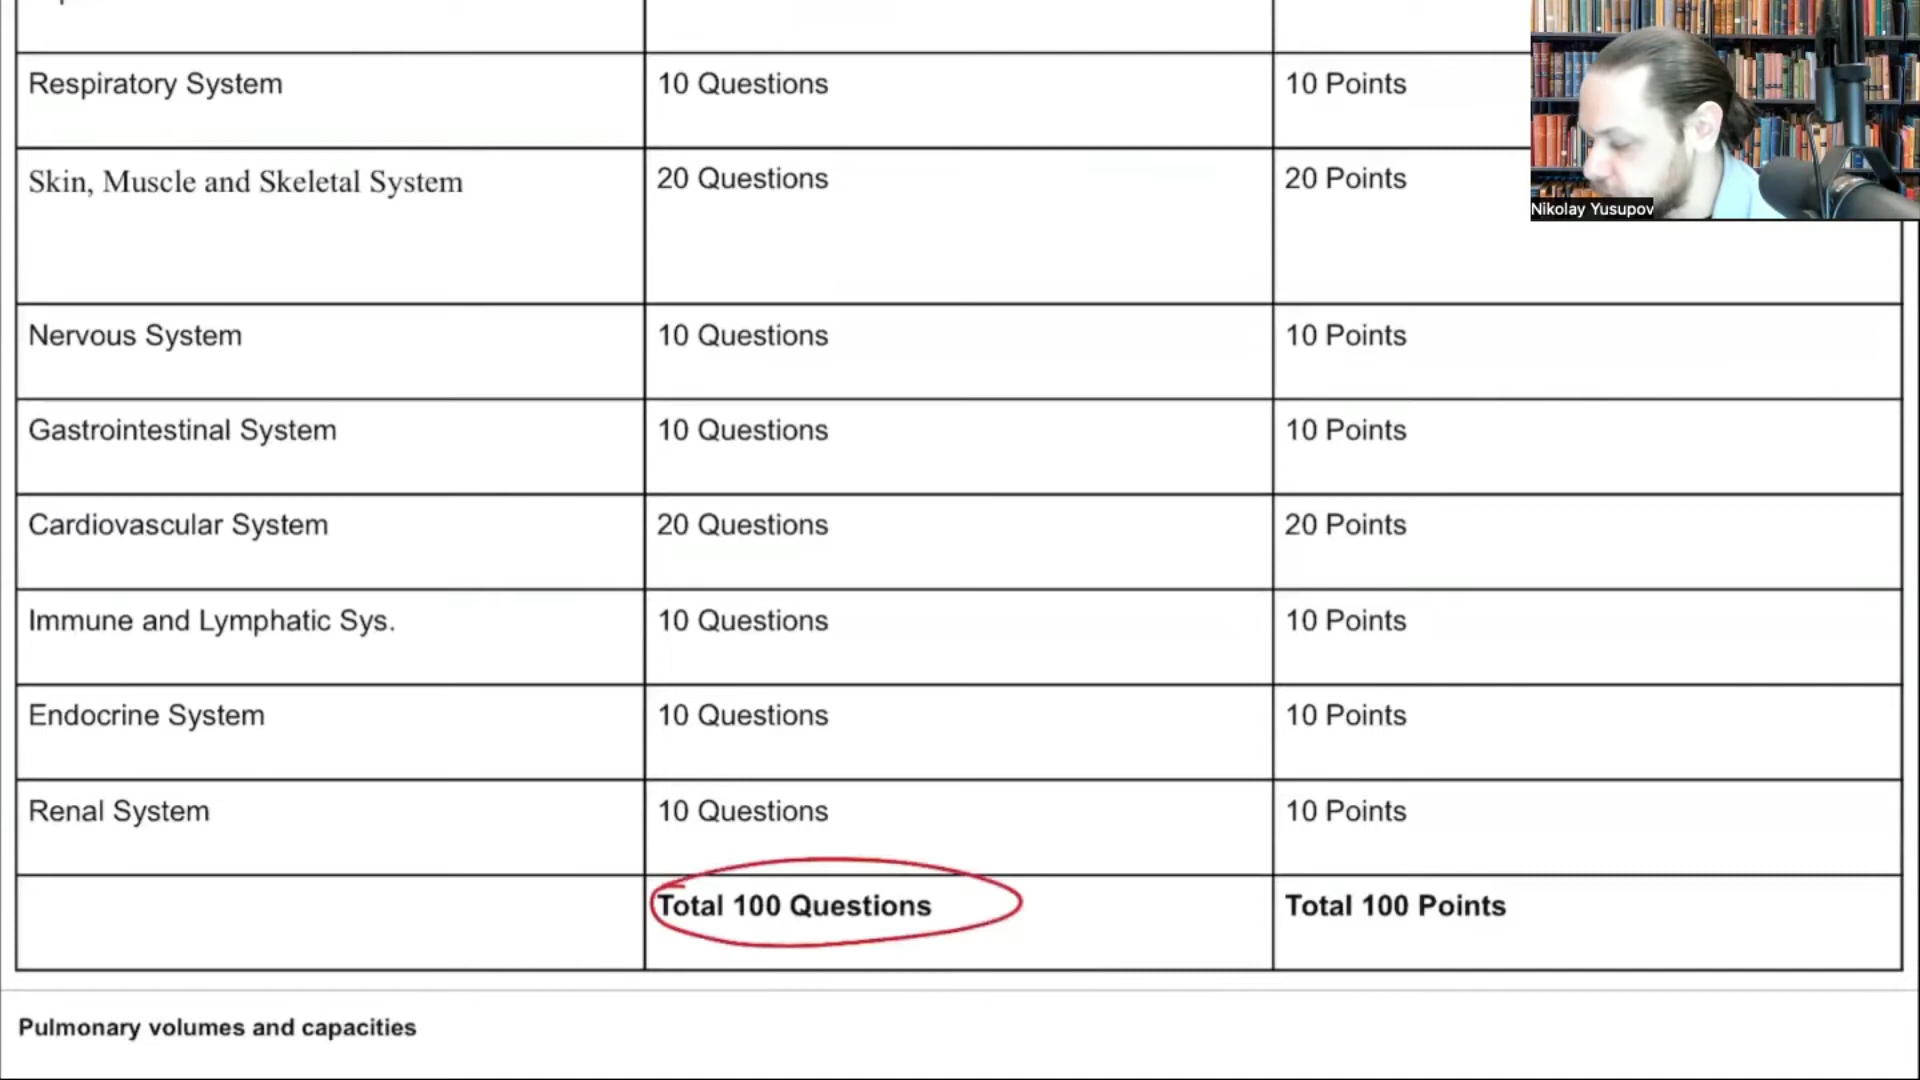 Respiratory System 10 Questions 10 Points
Skin, Muscle and Skeletal System 20 Questions 20 Points
Nikolay Yusupov
Nervous System 10 Questions 10 Points
Gastrointestinal System 10 Questions 10 Points
Cardiovascular System 20 Questions 20 Points
Immune and Lymphatic Sys. 10 Questions 10 Points
Endocrine System 10 Questions 10 Points
Renal System 10 Questions 10 Points
Total 100 Questions Total 100 Points
Pulmonary volumes and capacities